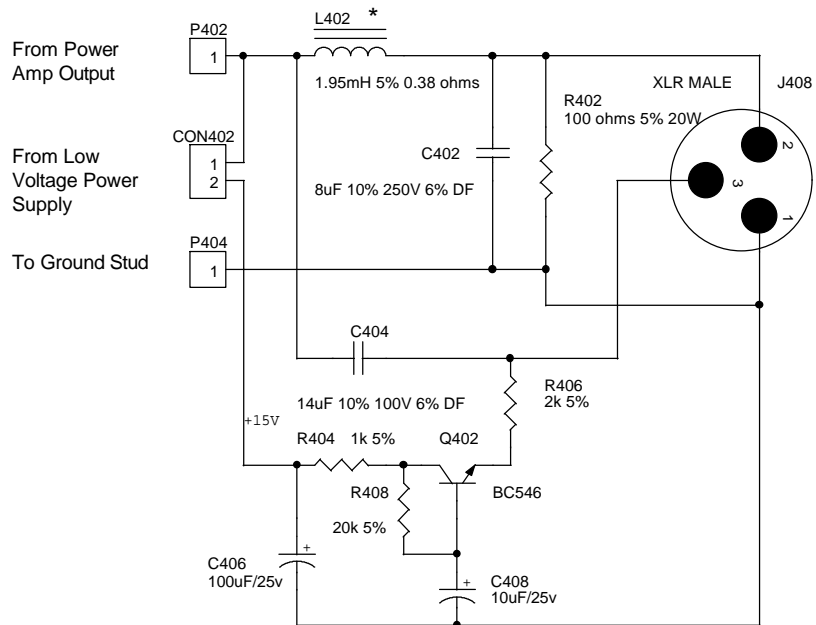 L402 *
P402
From Power
Amp Output
1
1.95mH 5% 0.38 ohms
XLR MALE J408
R402
100 ohms 5% 20W
CON402
From Low
Voltage Power
Supply
1
2
C402
8uF 10% 250V 6% DF
2
3
1
P404
To Ground Stud
1
C404
14uF 10% 100V 6% DF
R406
2k 5%
+15V
R404 1k 5%
Q402
R408
BC546
20k 5%
C406
100uF/25v
+
C408
10uF/25v
+